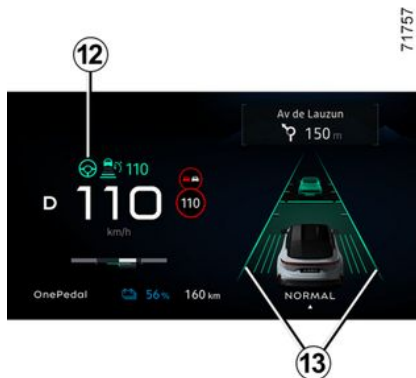 71757
12
Av de Lauzun
150 m
110
D 110 110
km/h
OnePedal 56% 160 km NORMAL
13